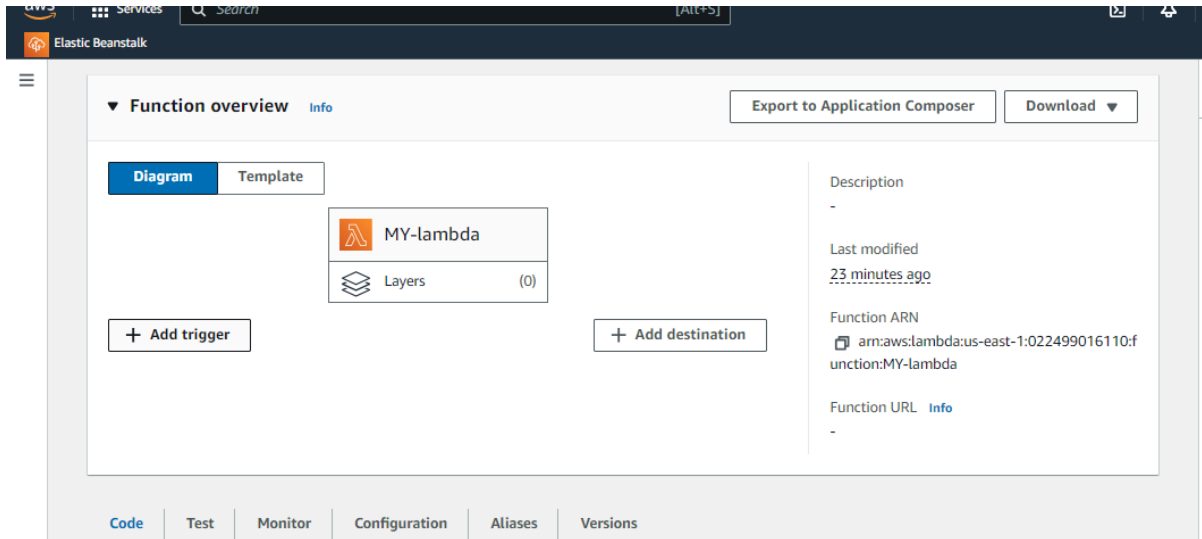 aws Services Search [Alt+S]
Elastic Beanstalk
Function overview Info Export to Application Composer Download
Diagram Template
MY-lambda
Layers (0)
+ Add trigger
+ Add destination
Description
-
Last modified
23 minutes ago
Function ARN
arn:aws:lambda:us-east-1:022499016110:f
unction:MY-lambda
Function URL Info
-
Code Test Monitor Configuration Aliases Versions